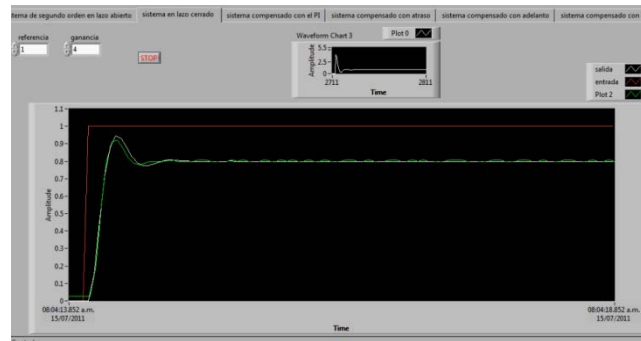 tema de segundo orden en lazo abierto
sistema en lazo cerrado
sistema compensado con el PI
sistema compensado con atraso
sistema compensado con adelanto
sistema compensado con
referencia
1
ganancia
4
STOP
Waveform Chart 3
Plot 0
Amplitude
5.5
2.5
0
2711
2811
Time
salida
entrada
Plot 2
Amplitude
1.1
1
0.9
0.8
0.7
0.6
0.5
0.4
0.3
0.2
0.1
0
08:04:13.852 a.m.
15/07/2011
08:04:18.852 a.m.
15/07/2011
Time